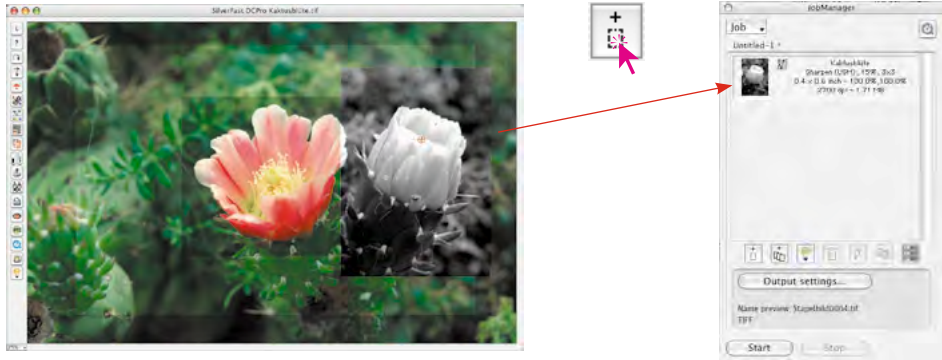 SilverFast DCPro Kaktusblüte.tif
JobManager
Job
Untitled-1 *
Kaktusblüte
Sharpen (USM), 15%, 3x3
Output settings...
Name preview: Stapelbild0004.tif
TIFF
Start
Stop